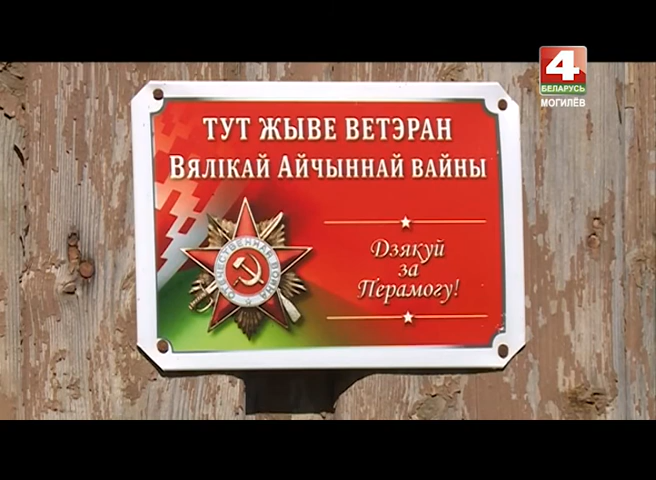 4
БЕЛАРУСЬ
МОГИЛЁВ
ТУТ ЖЫВЕ ВЕТЭРАН
ВЯЛІКАЙ АЙЧЫННАЙ ВАЙНЫ
Дзякуй
за
Перамогу!
ОТЕЧЕСТВЕННАЯ ВОЙНА